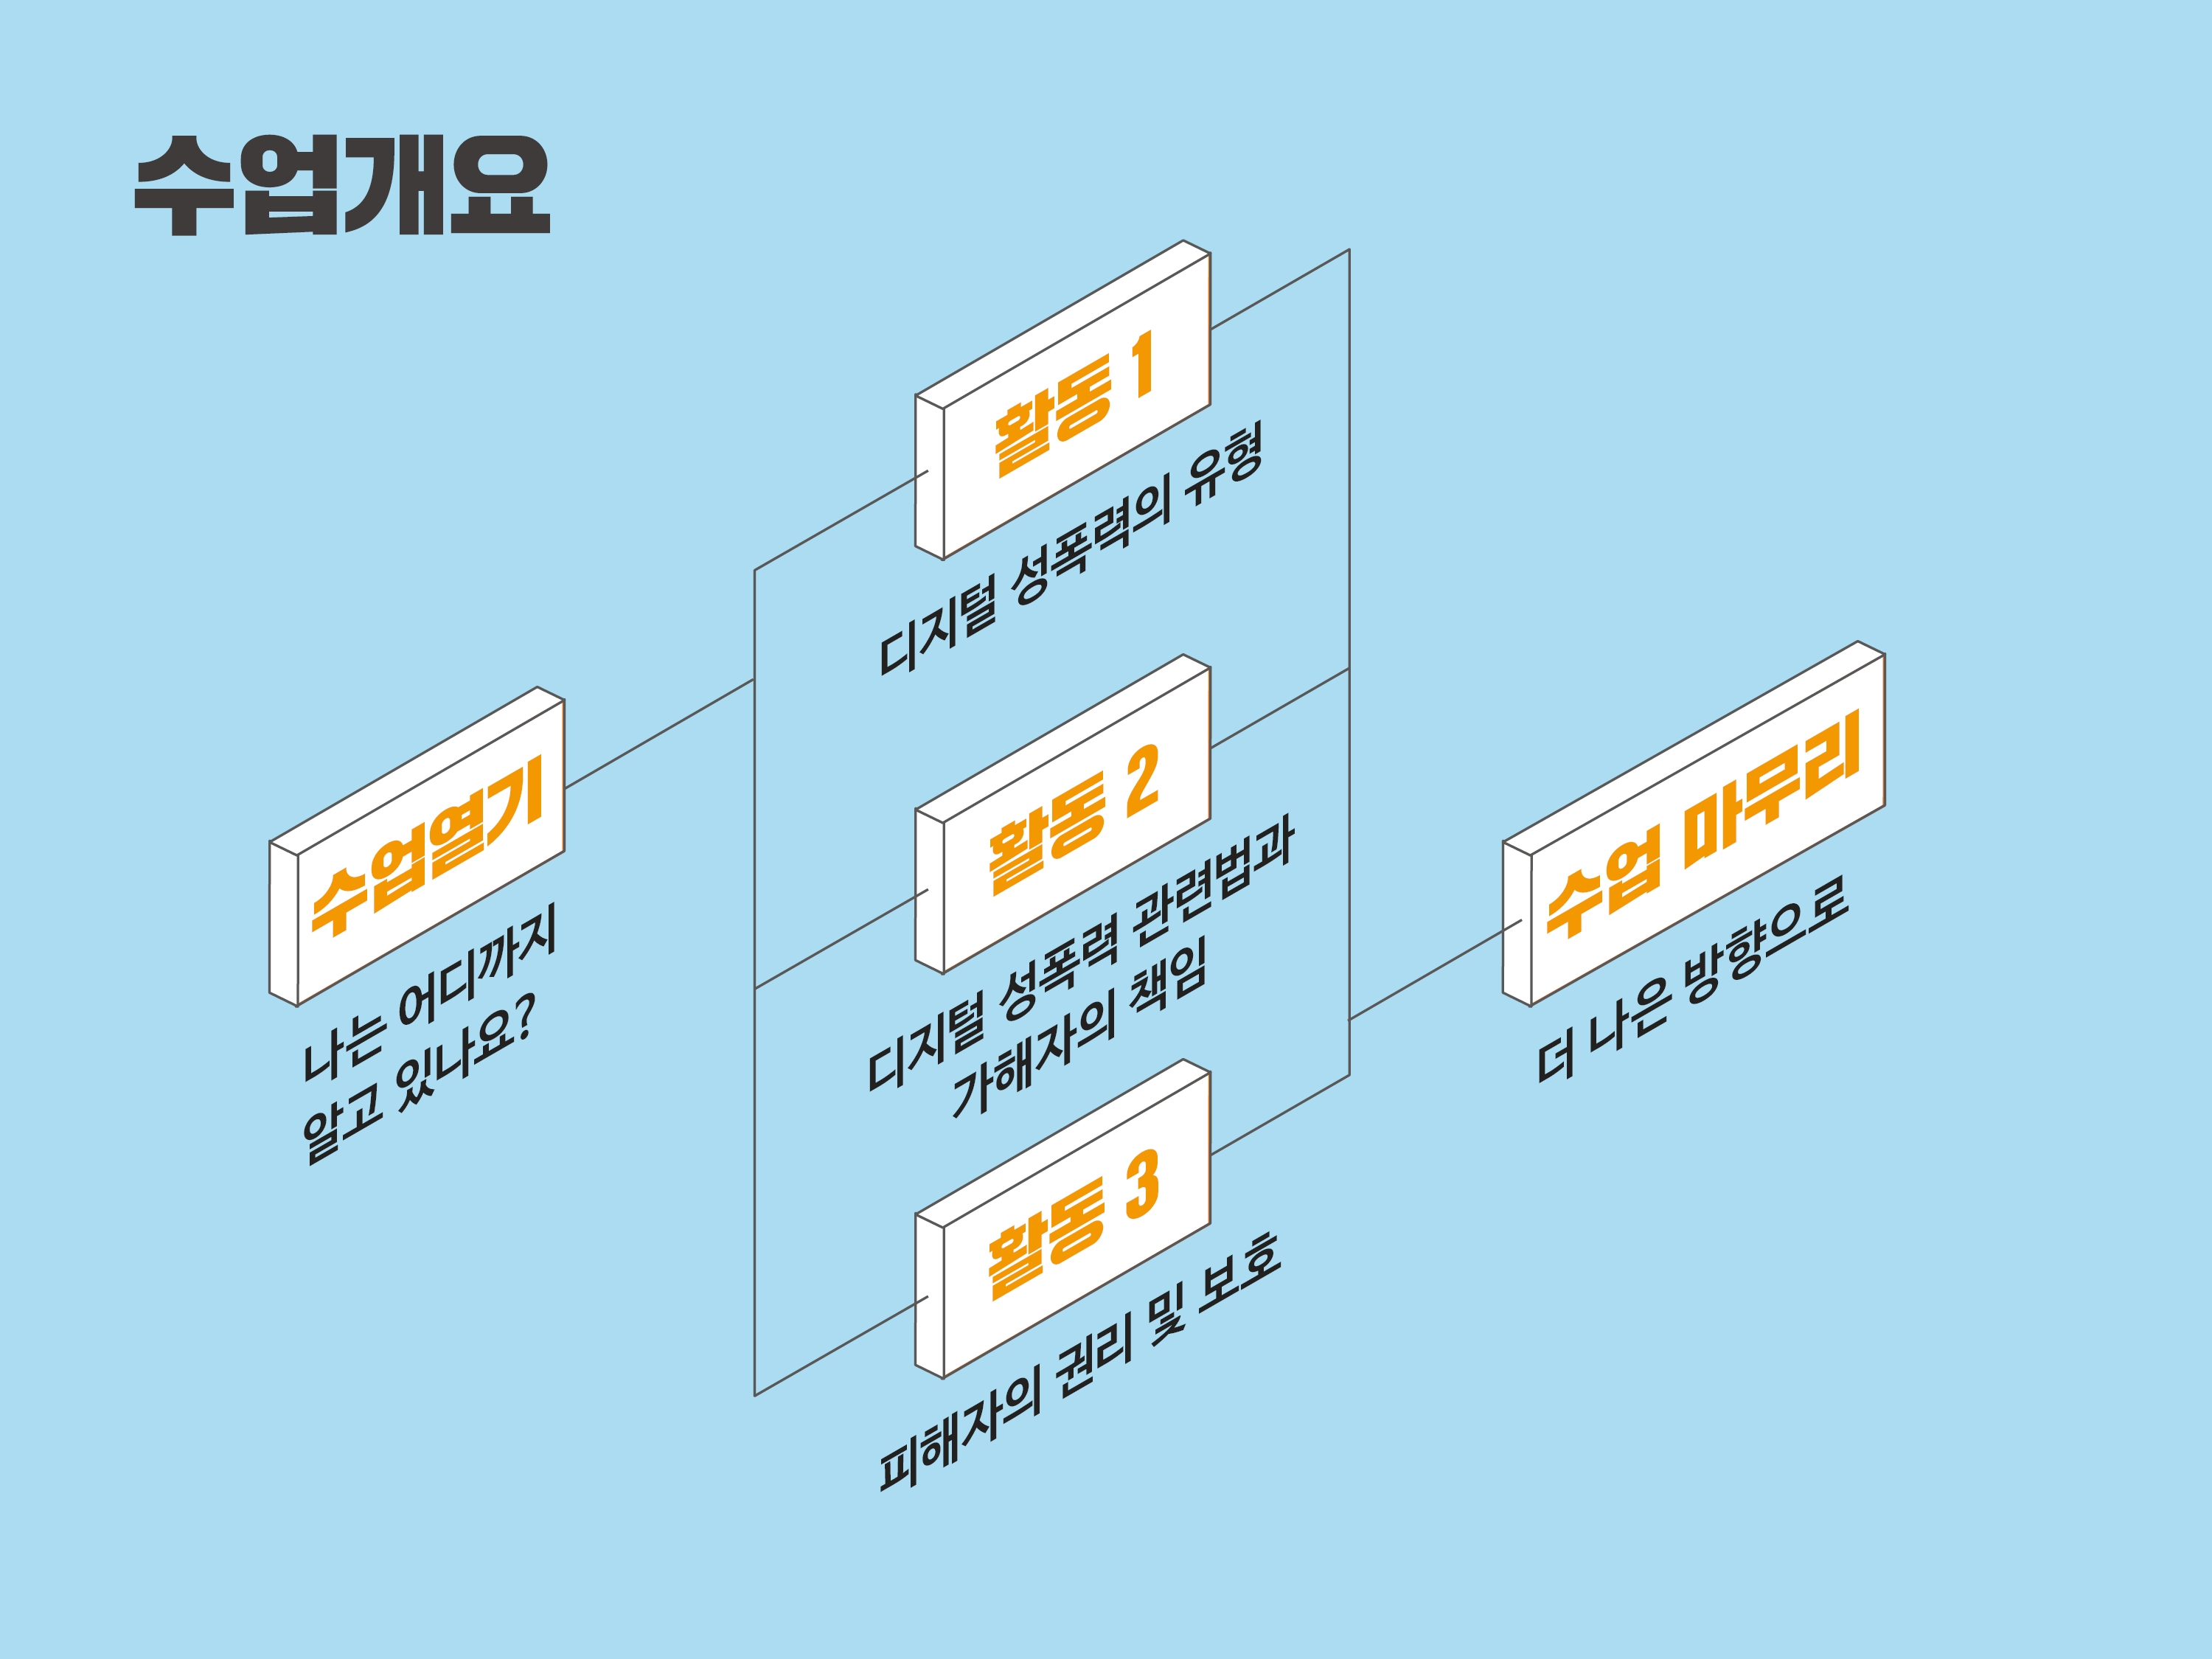 수업개요
수업열기
나는 어디까지
알고 있나요?
활동 1
디지털 성폭력의 유형
활동 2
디지털 성폭력 관련법과
가해자의 책임
활동 3
피해자의 권리 및 보호
수업 마무리
더 나은 방향으로